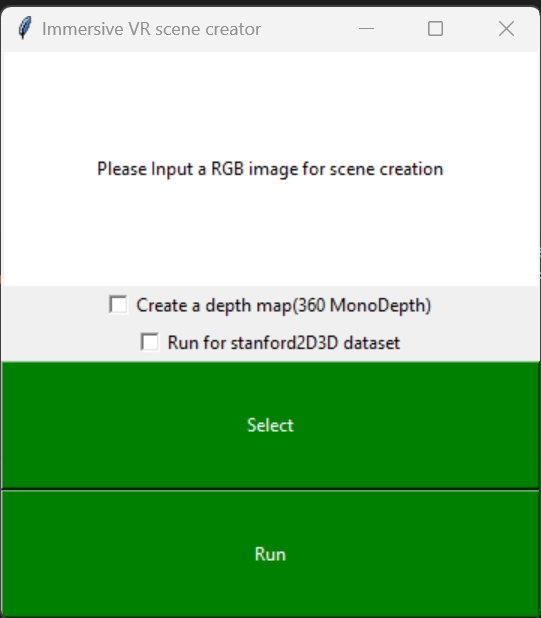 Immersive VR scene creator
Please Input a RGB image for scene creation
Create a depth map(360 MonoDepth)
Run for stanford2D3D dataset
Select
Run